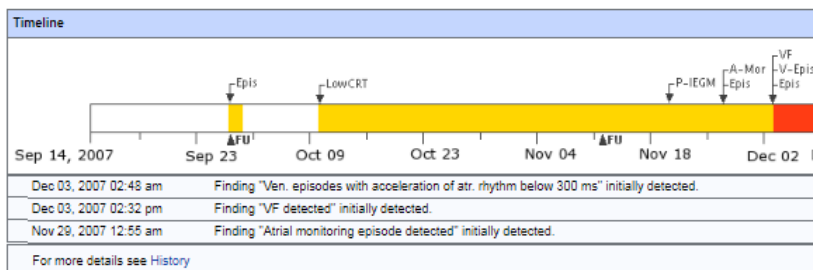 Timeline
VF
A-Mor V-Epis
Epis LowCRT P-IEGM Epis Epis
FU FU
Sep 14, 2007 Sep 23 Oct 09 Oct 23 Nov 04 Nov 18 Dec 02
Dec 03, 2007 02:48 am Finding "Ven. episodes with acceleration of atr. rhythm below 300 ms" initially detected.
Dec 03, 2007 02:32 pm Finding "VF detected" initially detected.
Nov 29, 2007 12:55 am Finding "Atrial monitoring episode detected" initially detected.
For more details see History